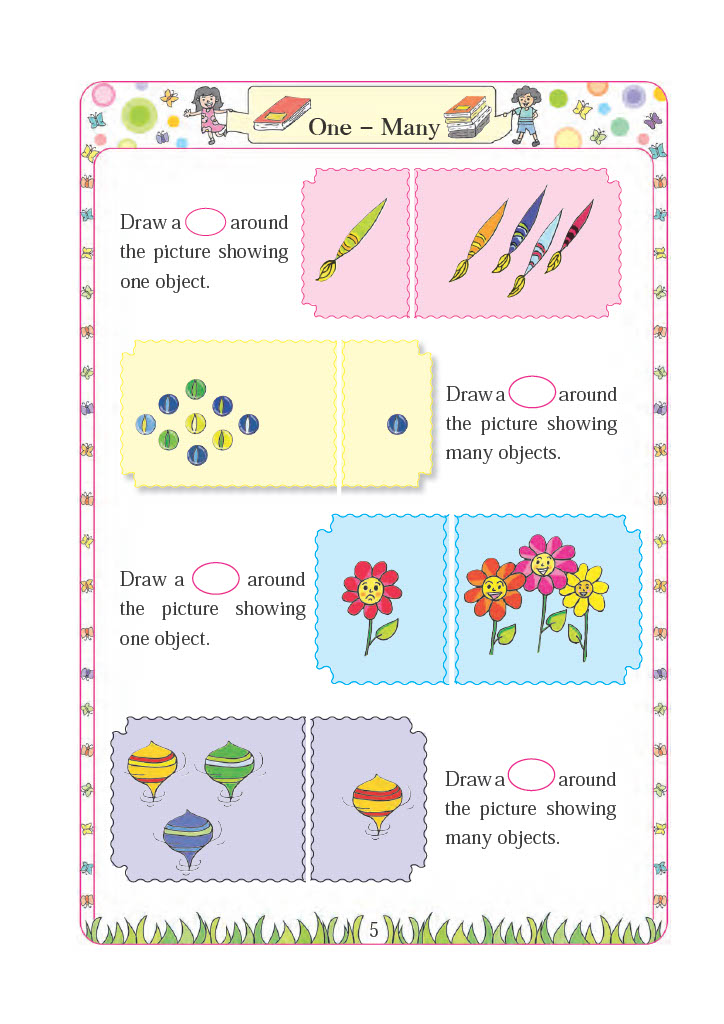 One – Many
Draw a around
the picture showing
one object.
Draw a around
the picture showing
many objects.
Draw a around
the picture showing
one object.
Draw a around
the picture showing
many objects.
5